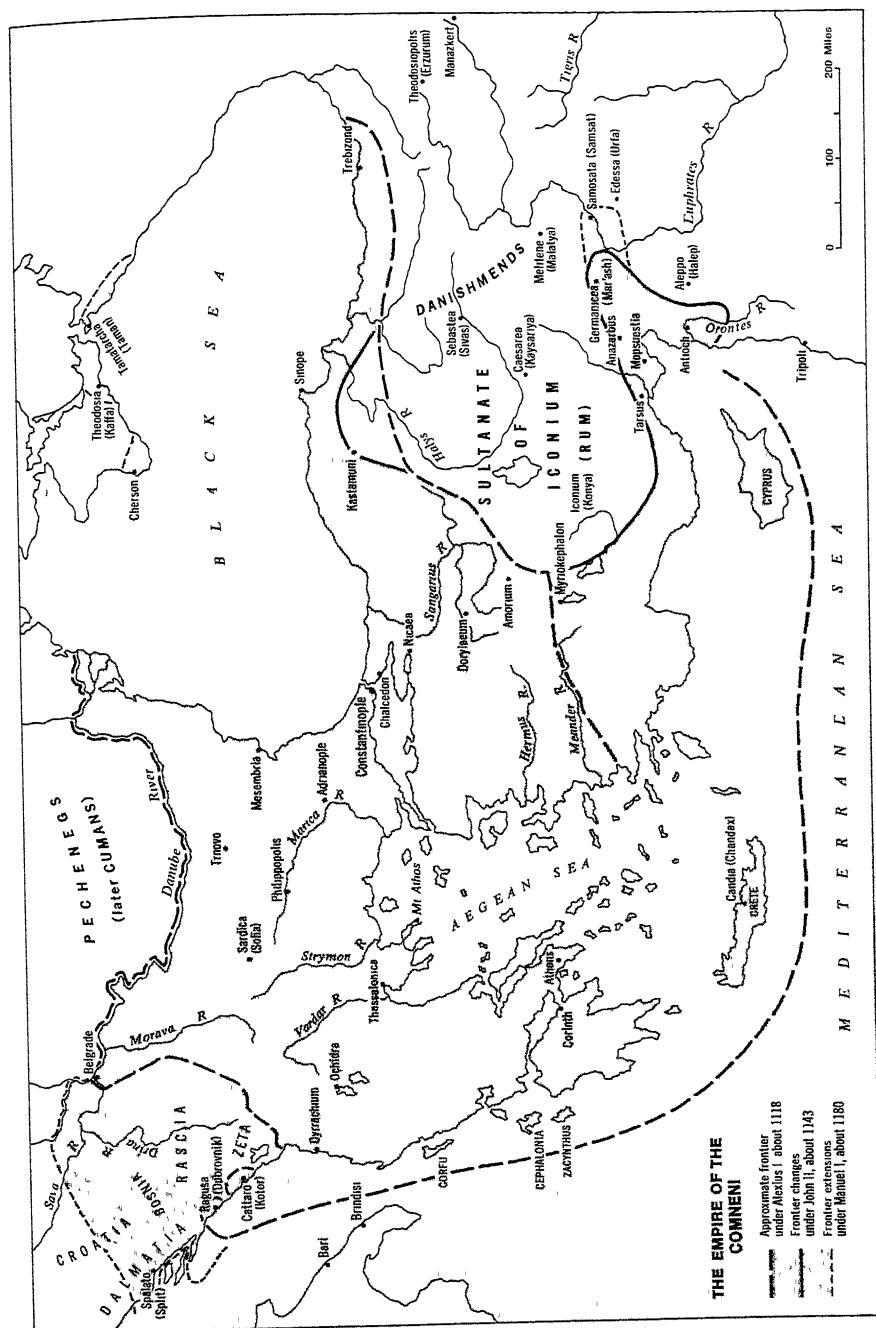 THE EMPIRE OF THE
COMNENI
Approximate frontier
under Alexius I about 1118
Frontier changes
under John II, about 1143
Frontier extensions
under Manuel I, about 1180
0 100 200 Miles
CROATIA
DALMATIA
BOSNIA
RASCIA
ZETA
Sava R
Drina R
Spalato
(Split)
Ragusa
(Dubrovnik)
Cattaro
(Kotor)
Belgrade
Morava R
PECHENEGS
(later CUMANS)
Danube River
Bari
Brindisi
Dyrrachium
Ochrida
Vardar R
Strymon R
Sardica
(Sofia)
Trnovo
Philippopolis
Marica R
Adrianople
Mesembria
Thessalonica
Mt Athos
CORFU
CEPHALONIA
ZACYNTHUS
Corinth
Athens
AEGEAN SEA
Candia (Chandax)
CRETE
MEDITERRANEAN SEA
BLACK SEA
Cherson
Theodosia
(Kaffa)
Tamatarcha
(Taman)
Constantinople
Chalcedon
Nicaea
Sangarius R
Dorylaeum
Amorium
Hermus R.
Meander R.
Myriokephalon
Iconium
(Konya)
SULTANATE
OF
ICONIUM
(RUM)
Kastamuni
Sinope
Halys R
Trebizond
DANISHMENDS
Sebastea
(Sivas)
Caesarea
(Kaysariya)
Melitene
(Malatya)
Theodosiopolis
(Erzurum)
Manazkert
Tigris R
Samosata (Samsat)
Edessa (Urfa)
Euphrates R
Germanicea
(Mar'ash)
Anazarbus
Mopsuestia
Tarsus
Aleppo
(Halep)
Antioch
Orontes R
Tripoli
CYPRUS